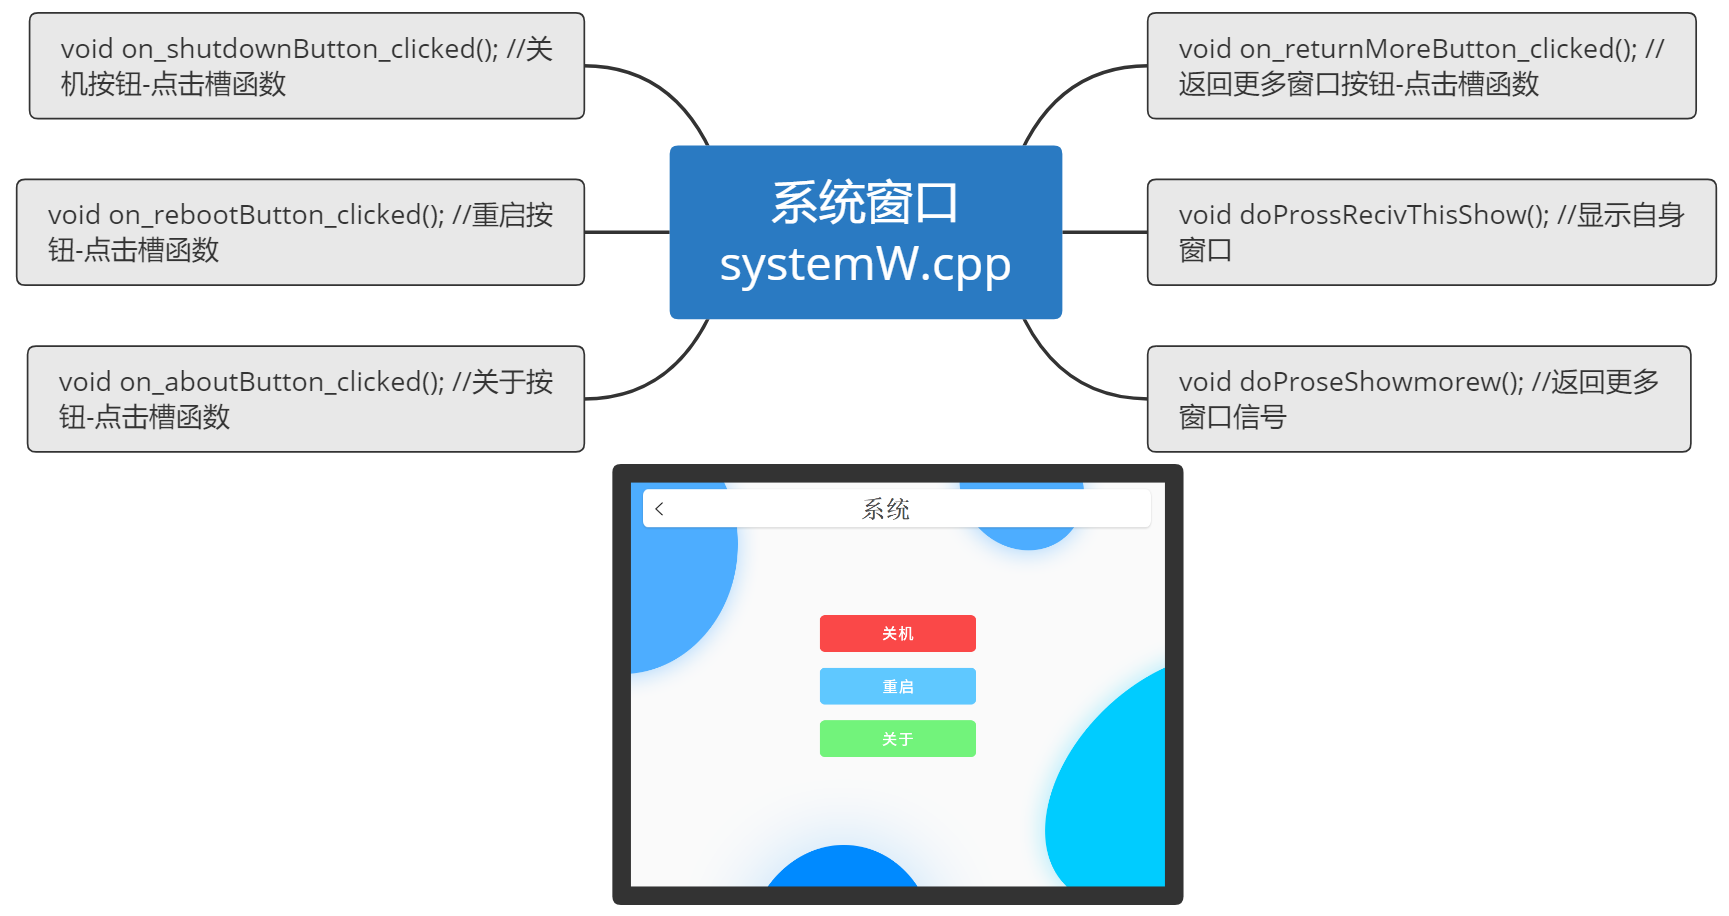 void on_shutdownButton_clicked(); //关
机按钮-点击槽函数
void on_rebootButton_clicked(); //重启按
钮-点击槽函数
void on_aboutButton_clicked(); //关于按
钮-点击槽函数
系统窗口
systemW.cpp
void on_returnMoreButton_clicked(); //
返回更多窗口按钮-点击槽函数
void doProssRecivThisShow(); //显示自身
窗口
void doProseShowmorew(); //返回更多
窗口信号
系统
关机
重启
关于